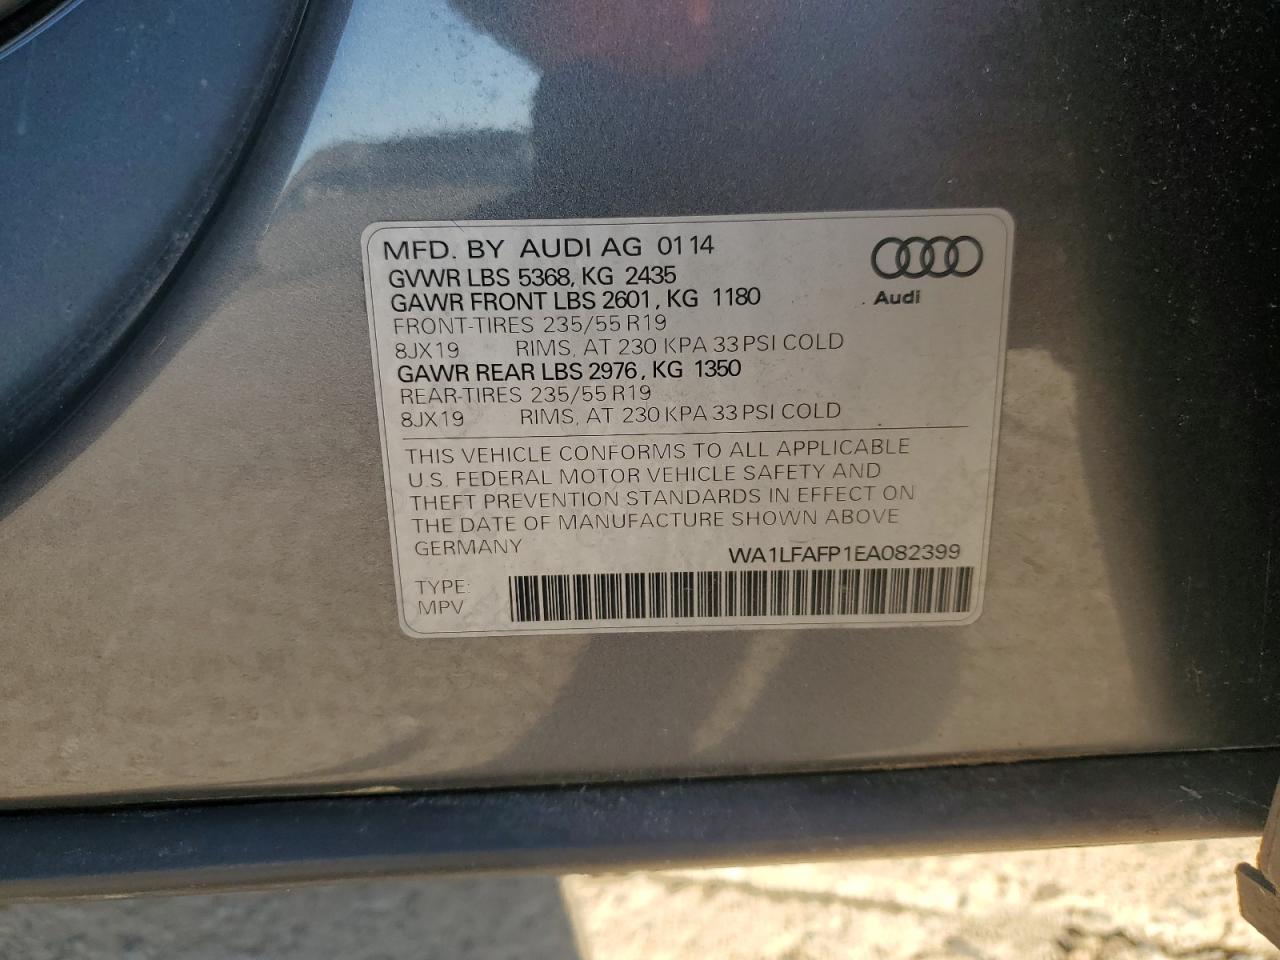 MFD. BY AUDI AG 01 14
GVWR LBS 5368, KG 2435
GAWR FRONT LBS 2601, KG 1180
Audi
FRONT-TIRES 235/55 R19
8JX19 RIMS, AT 230 KPA 33 PSI COLD
GAWR REAR LBS 2976, KG 1350
REAR-TIRES 235/55 R19
8JX19 RIMS, AT 230 KPA 33 PSI COLD
THIS VEHICLE CONFORMS TO ALL APPLICABLE
U.S. FEDERAL MOTOR VEHICLE SAFETY AND
THEFT PREVENTION STANDARDS IN EFFECT ON
THE DATE OF MANUFACTURE SHOWN ABOVE
GERMANY WA1LFAFP1EA082399
TYPE:
MPV